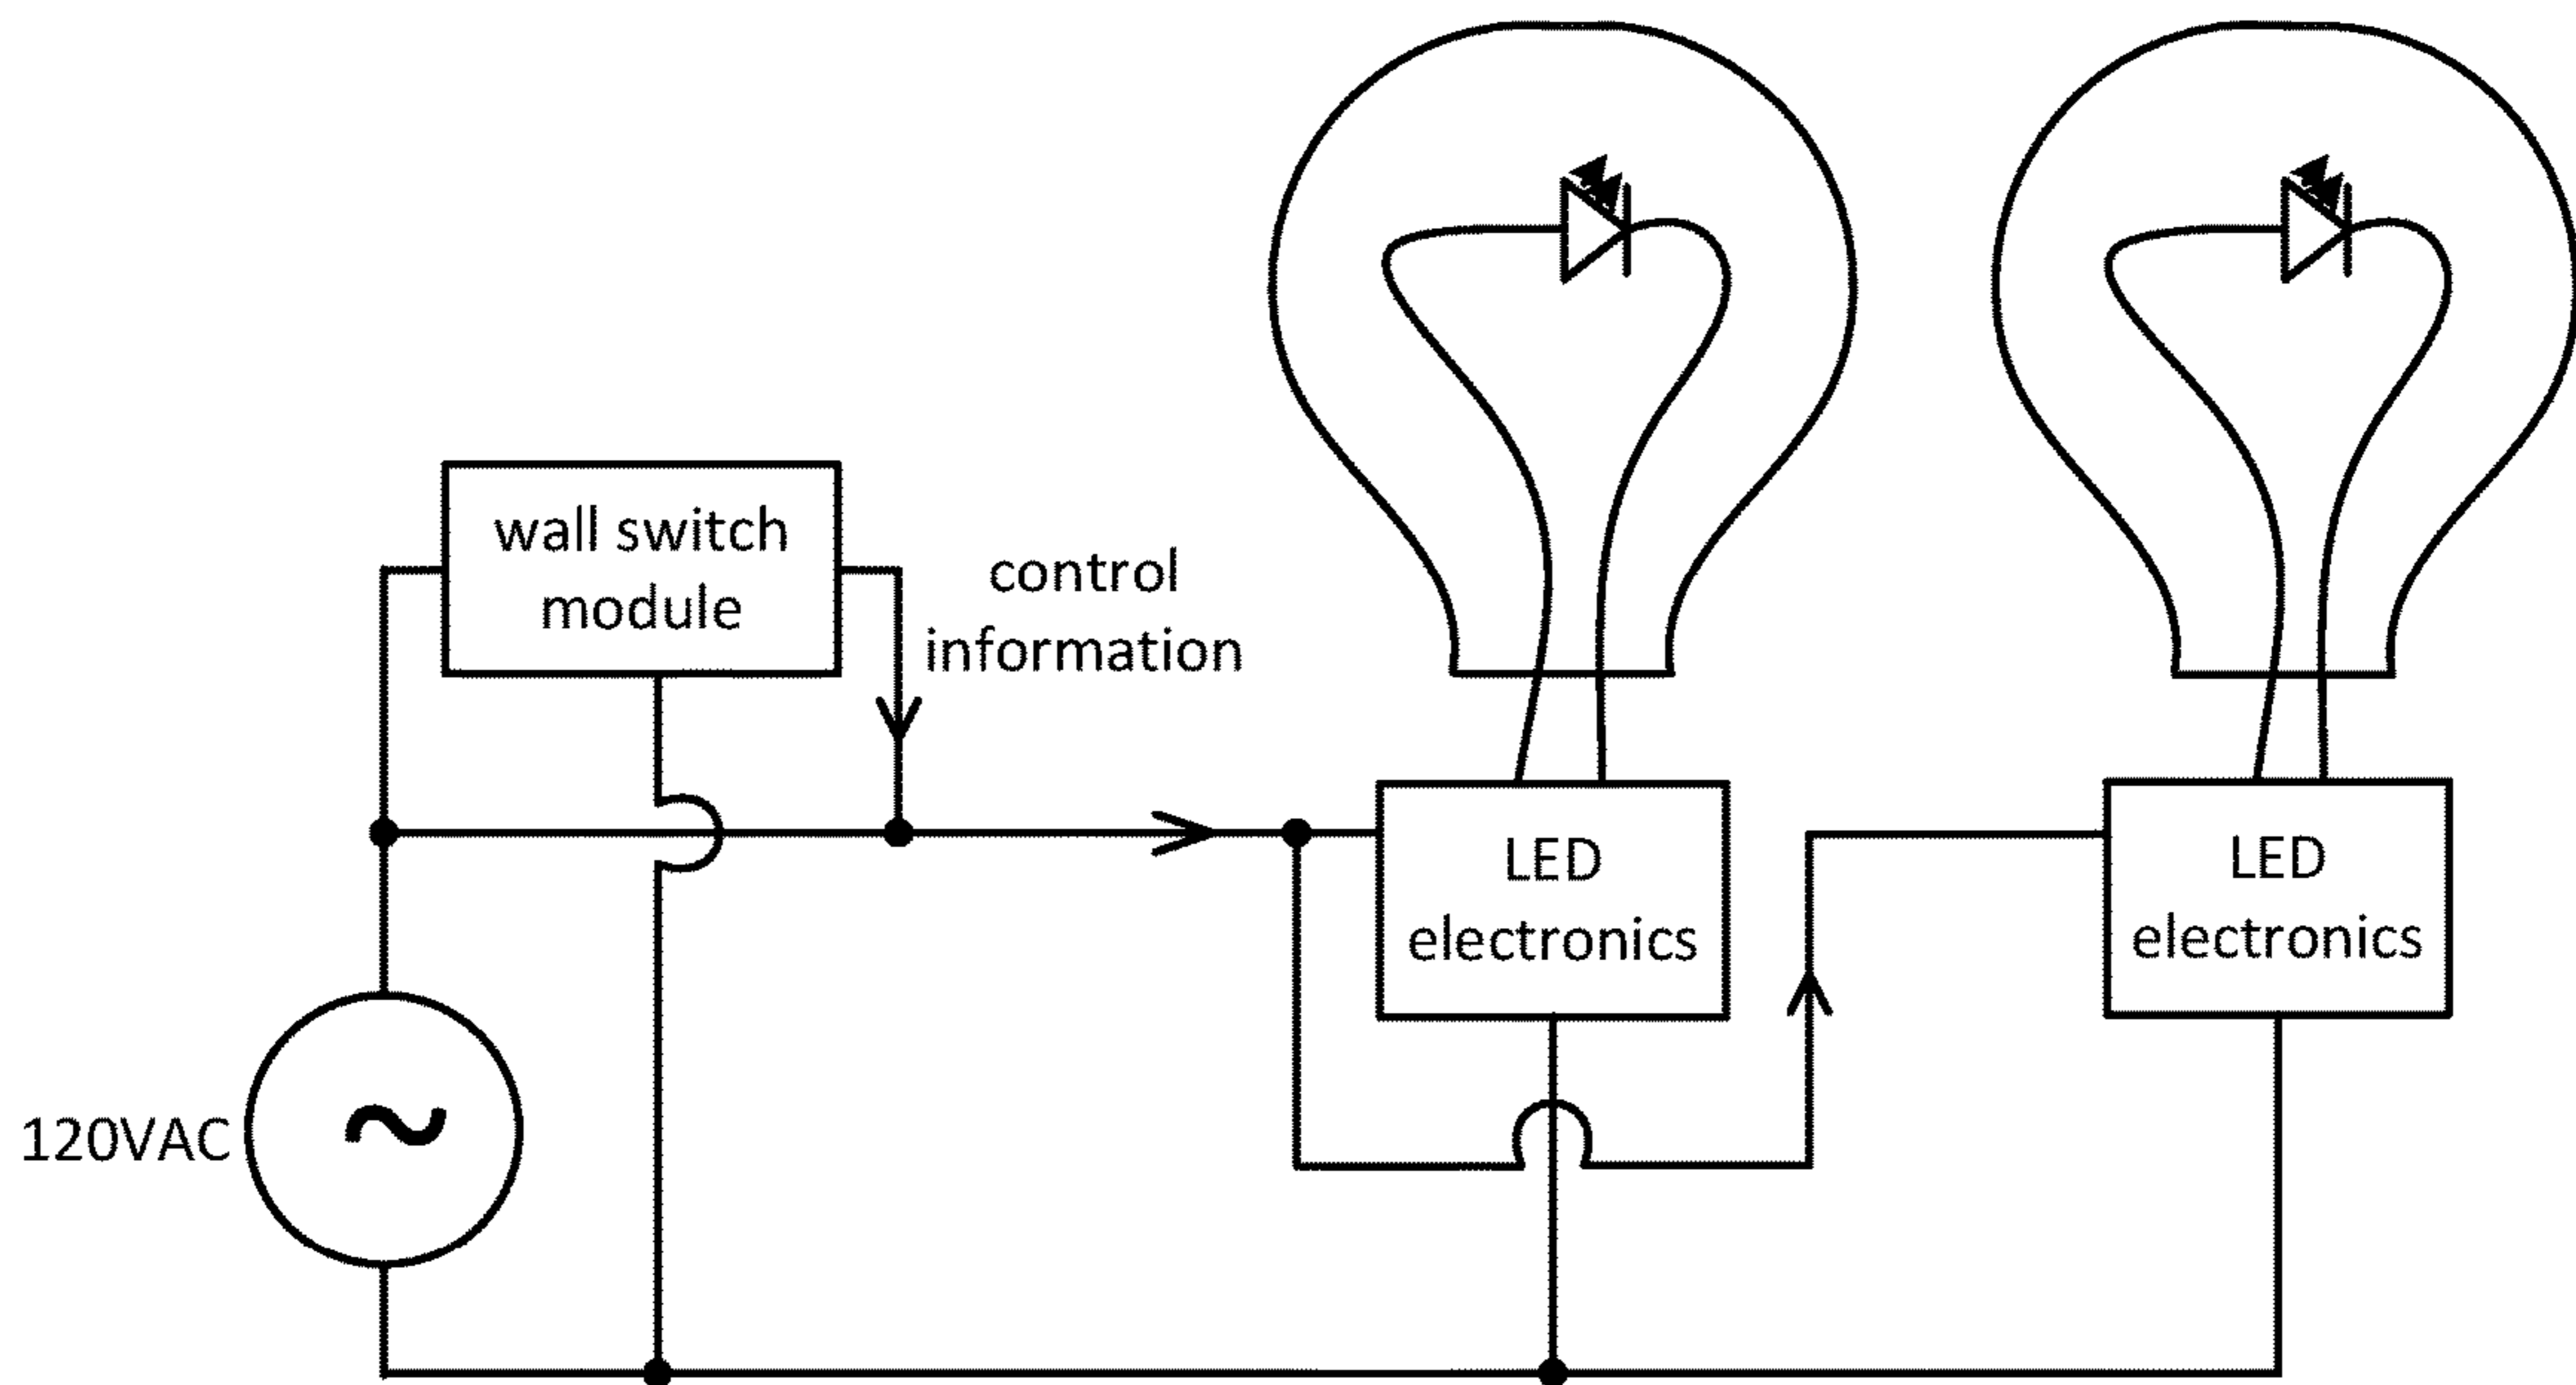 wall switch
module
control
information
LED
electronics
LED
electronics
120VAC
~